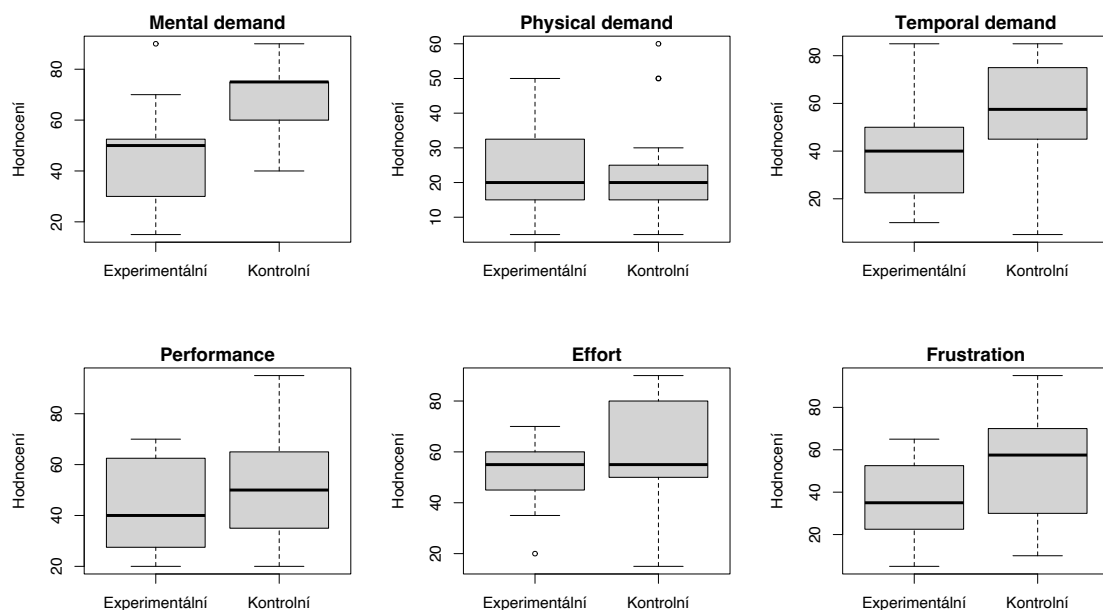 Mental demand
Hodnocení
20 40 60 80
Experimentální Kontrolní
Physical demand
Hodnocení
10 20 30 40 50 60
Experimentální Kontrolní
Temporal demand
Hodnocení
20 40 60 80
Experimentální Kontrolní
Performance
Hodnocení
20 40 60 80
Experimentální Kontrolní
Effort
Hodnocení
20 40 60 80
Experimentální Kontrolní
Frustration
Hodnocení
20 40 60 80
Experimentální Kontrolní